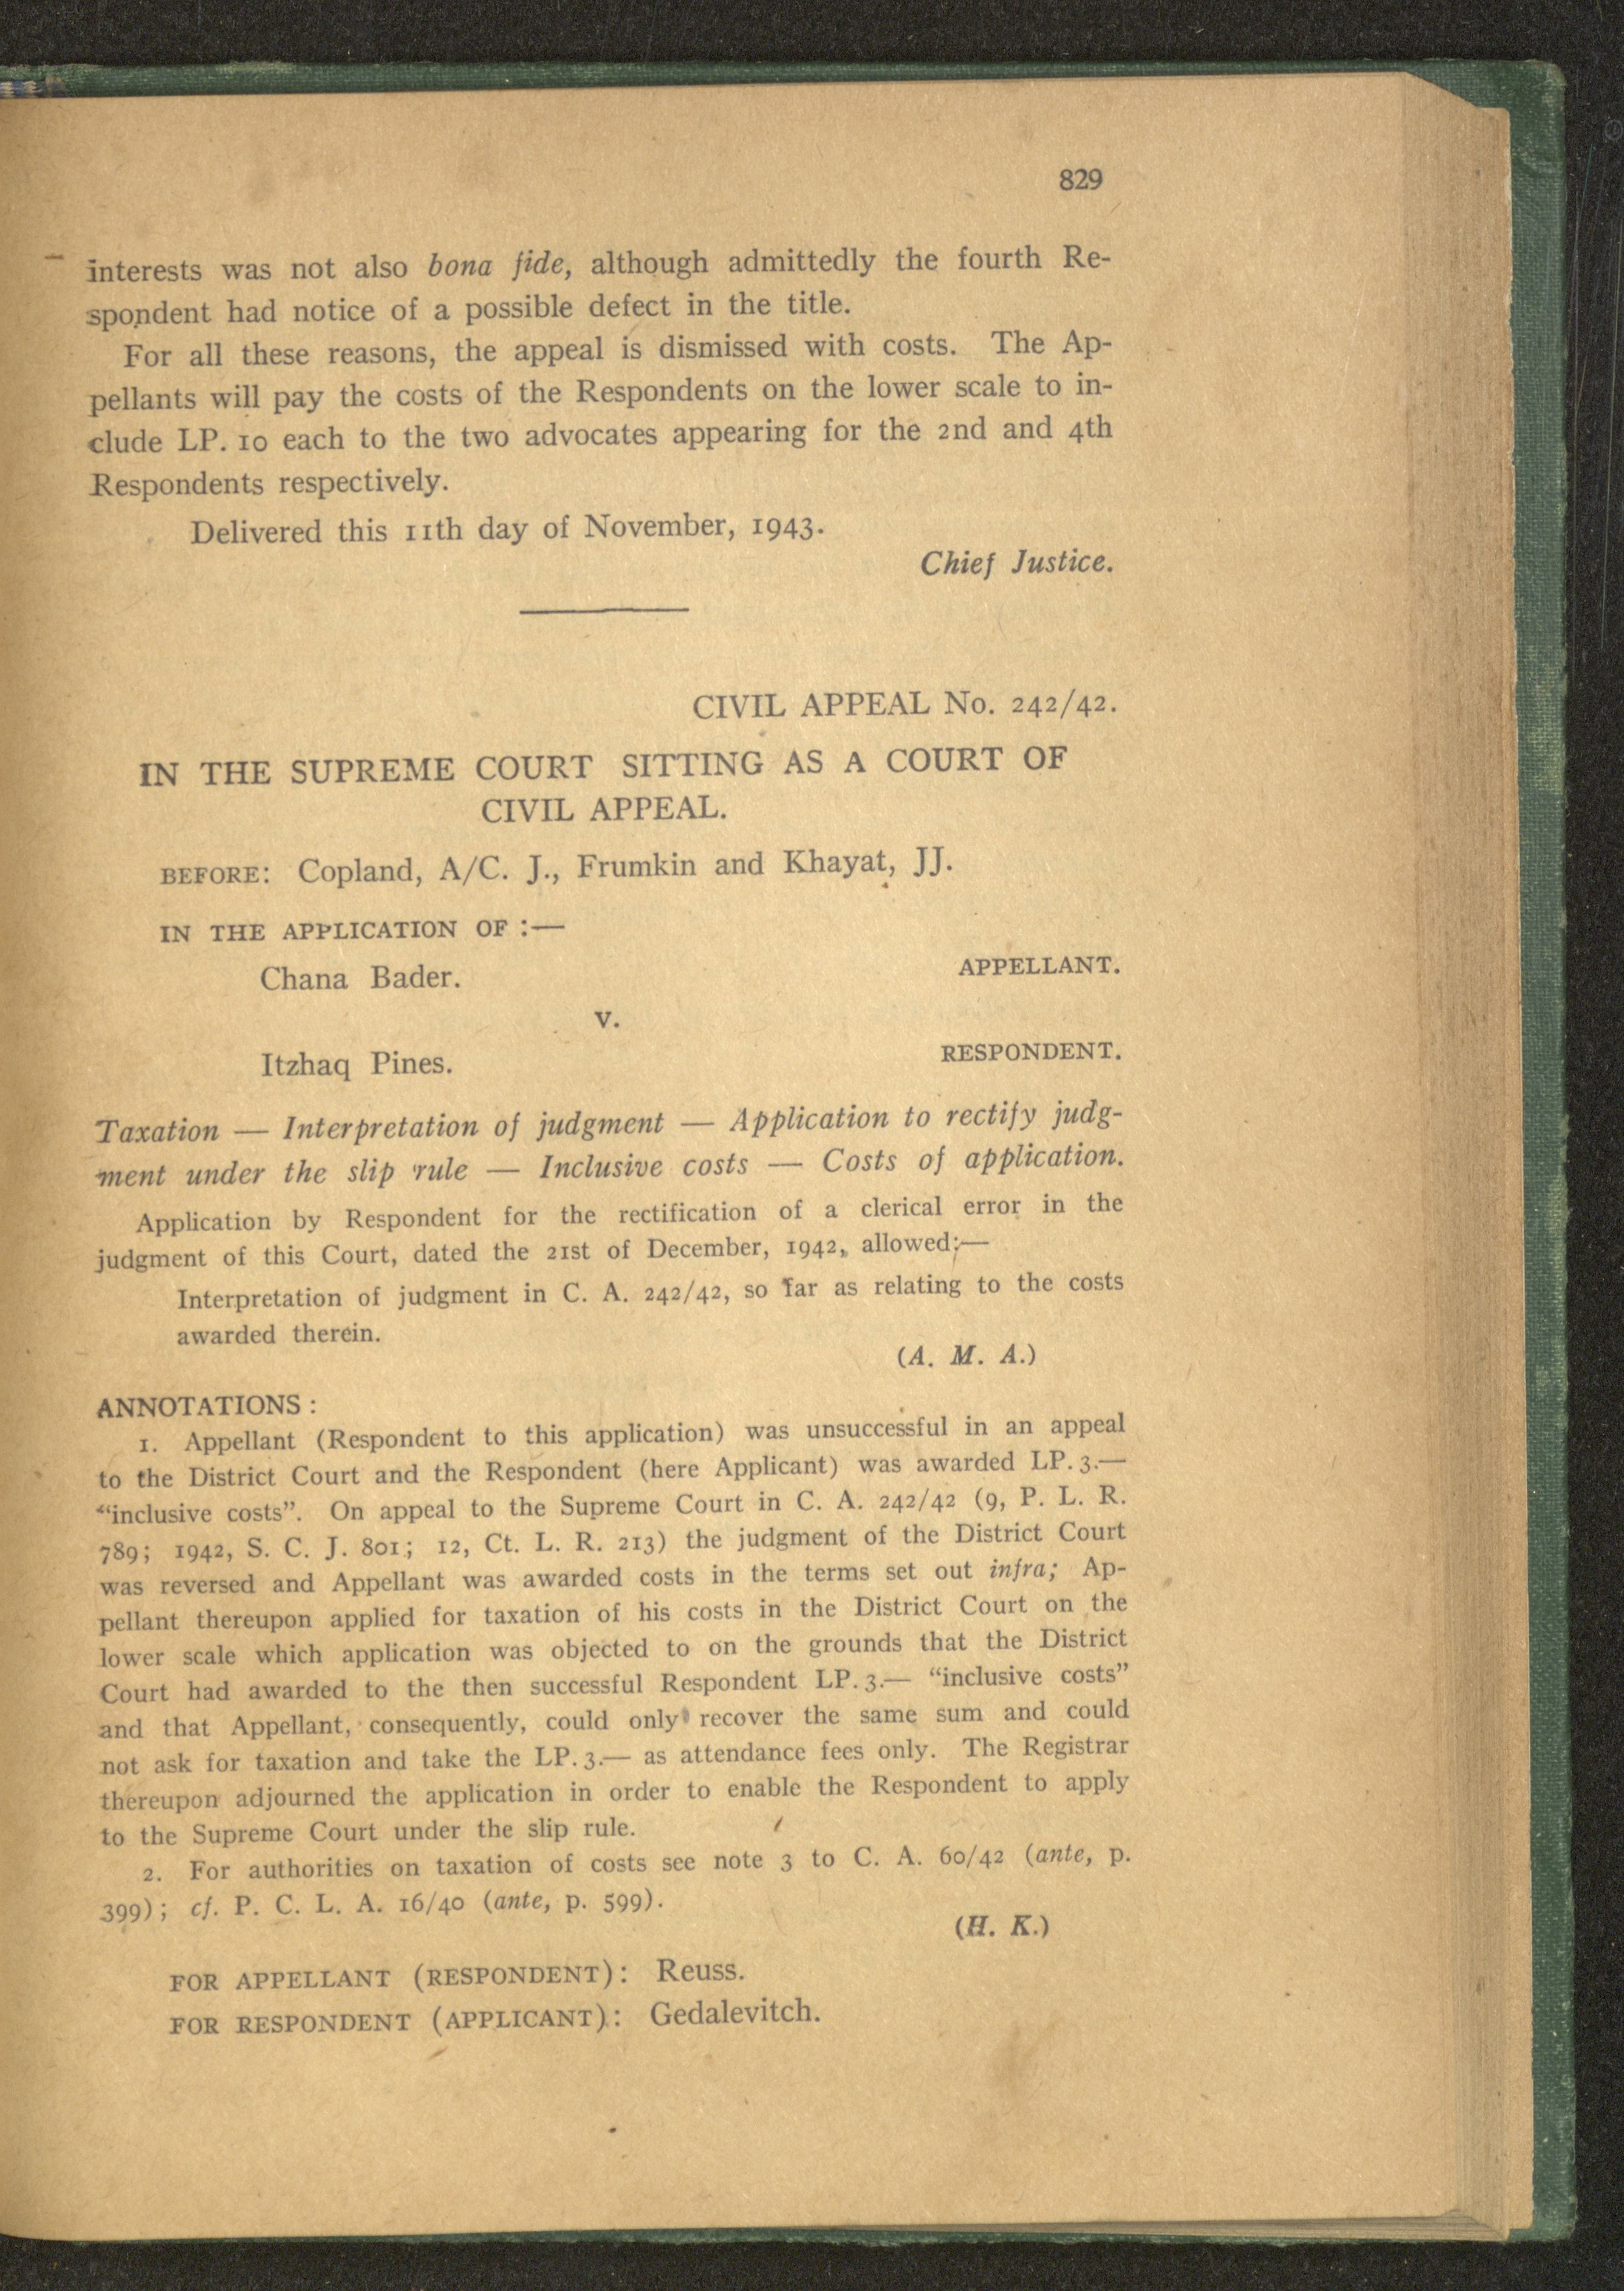 829
interests was not also bona fide, although admittedly the fourth Re-
spondent had notice of a possible defect in the title.
For all these reasons, the appeal is dismissed with costs. The Ap-
pellants will pay the costs of the Respondents on the lower scale to in-
clude LP. 10 each to the two advocates appearing for the 2nd and 4th
Respondents respectively.
Delivered this 11th day of November, 1943.
Chief Justice.
CIVIL APPEAL No. 242/42.
IN THE SUPREME COURT SITTING AS A COURT OF
CIVIL APPEAL.
BEFORE: Copland, A/C. J., Frumkin and Khayat, JJ.
IN THE APPLICATION OF :—
Chana Bader. APPELLANT.
v.
Itzhaq Pines. RESPONDENT.
Taxation — Interpretation of judgment — Application to rectify judg-
ment under the slip rule — Inclusive costs — Costs of application.
Application by Respondent for the rectification of a clerical error in the
judgment of this Court, dated the 21st of December, 1942, allowed:—
Interpretation of judgment in C. A. 242/42, so far as relating to the costs
awarded therein.
(A. M. A.)
ANNOTATIONS :
1. Appellant (Respondent to this application) was unsuccessful in an appeal
to the District Court and the Respondent (here Applicant) was awarded LP. 3.—
“inclusive costs”. On appeal to the Supreme Court in C. A. 242/42 (9, P. L. R.
789; 1942, S. C. J. 801; 12, Ct. L. R. 213) the judgment of the District Court
was reversed and Appellant was awarded costs in the terms set out infra; Ap-
pellant thereupon applied for taxation of his costs in the District Court on the
lower scale which application was objected to on the grounds that the District
Court had awarded to the then successful Respondent LP. 3.— “inclusive costs”
and that Appellant, consequently, could only recover the same sum and could
not ask for taxation and take the LP. 3.— as attendance fees only. The Registrar
thereupon adjourned the application in order to enable the Respondent to apply
to the Supreme Court under the slip rule.
2. For authorities on taxation of costs see note 3 to C. A. 60/42 (ante, p.
399); cf. P. C. L. A. 16/40 (ante, p. 599).
(H. K.)
FOR APPELLANT (RESPONDENT): Reuss.
FOR RESPONDENT (APPLICANT): Gedalevitch.